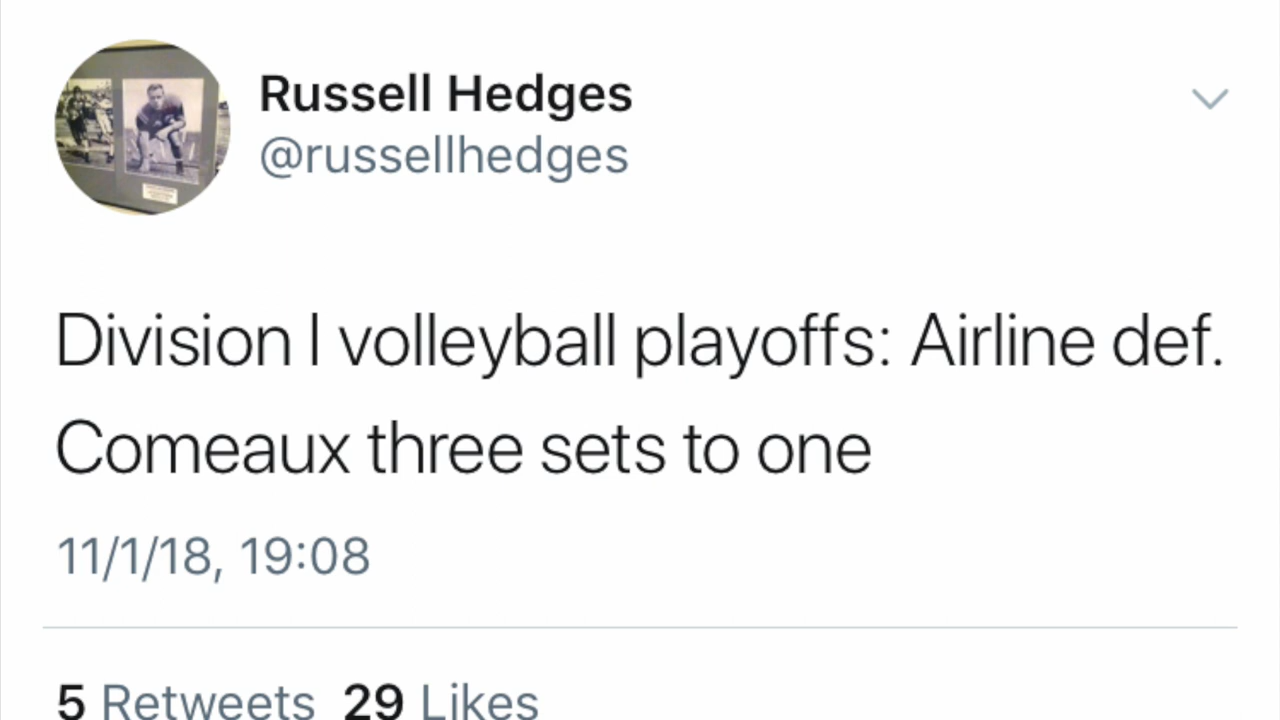 Russell Hedges
@russellhedges
Division I volleyball playoffs: Airline def.
Comeaux three sets to one
11/1/18, 19:08
5 Retweets 29 Likes